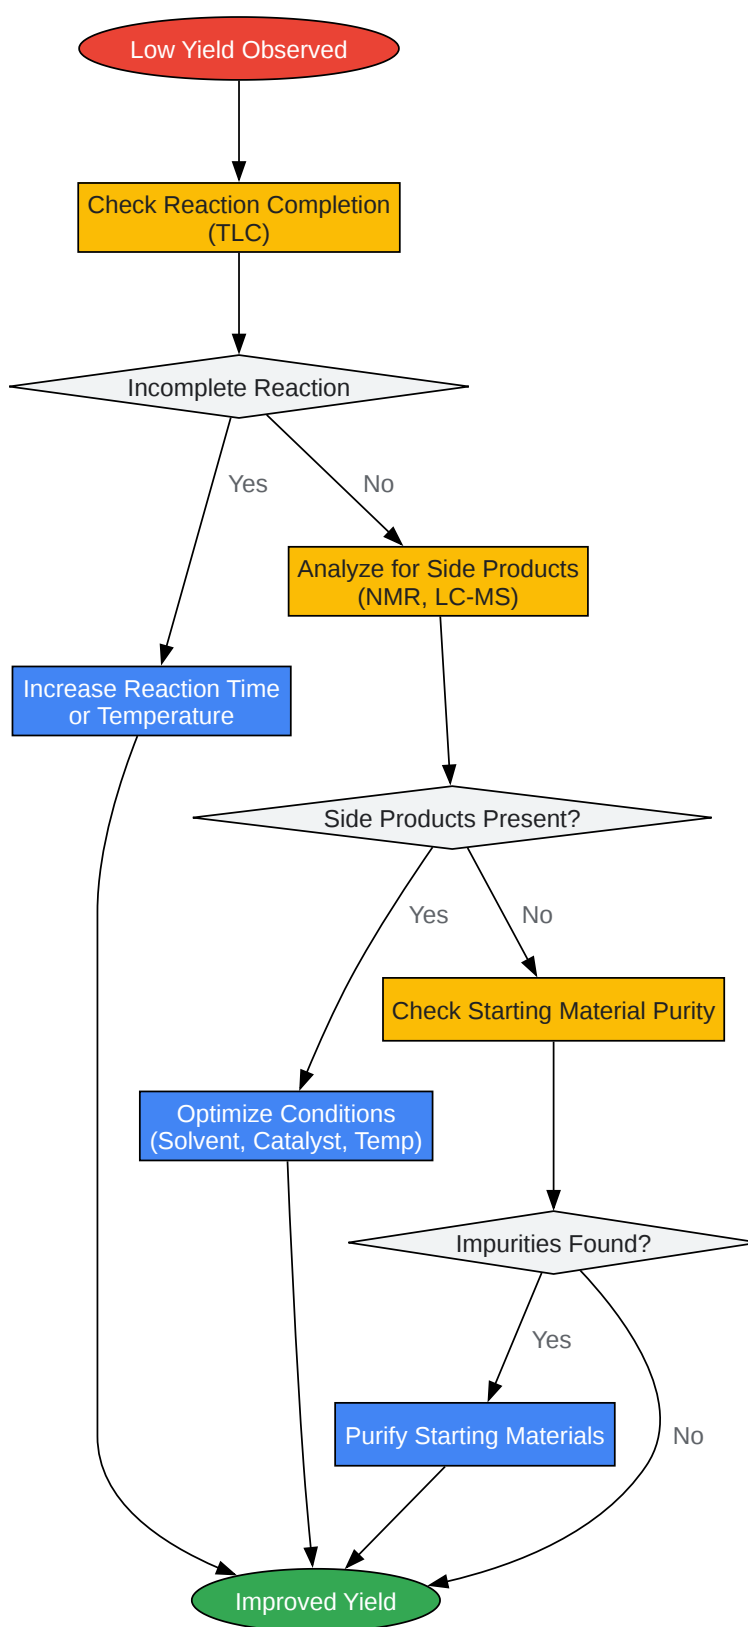 Low Yield Observed
Check Reaction Completion
(TLC)
Incomplete Reaction
Yes
No
Analyze for Side Products
(NMR, LC-MS)
Increase Reaction Time
or Temperature
Side Products Present?
Yes
No
Check Starting Material Purity
Optimize Conditions
(Solvent, Catalyst, Temp)
Impurities Found?
Yes
Purify Starting Materials
No
Improved Yield